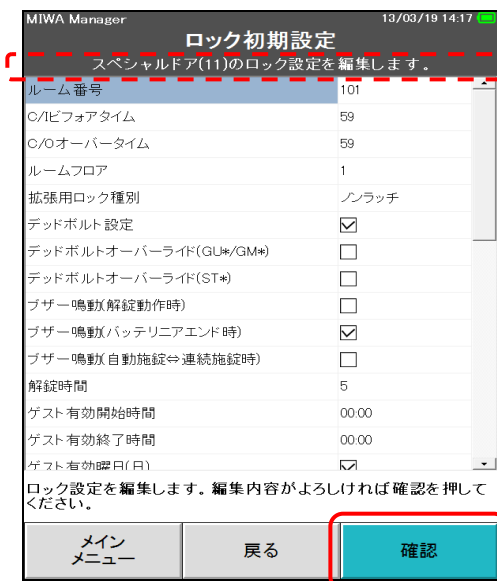 MIWA Manager 13/03/19 14:17
ロック初期設定
スペシャルドア(11)のロック設定を編集します。
ルーム番号 101
C/Iビフォアタイム 59
C/Oオーバータイム 59
ルームフロア 1
拡張用ロック種別 ノンラッチ
デッドボルト設定
デッドボルトオーバーライド(GU*/GM*)
デッドボルトオーバーライド(ST*)
ブザー鳴動(解錠動作時)
ブザー鳴動(バッテリニアエンド時)
ブザー鳴動(自動施錠⇔連続施錠時)
解錠時間 5
ゲスト有効開始時間 00:00
ゲスト有効終了時間 00:00
ゲスト有効曜日(日)
ロック設定を編集します。編集内容がよろしければ確認を押して
ください。
メイン
メニュー
戻る
確認